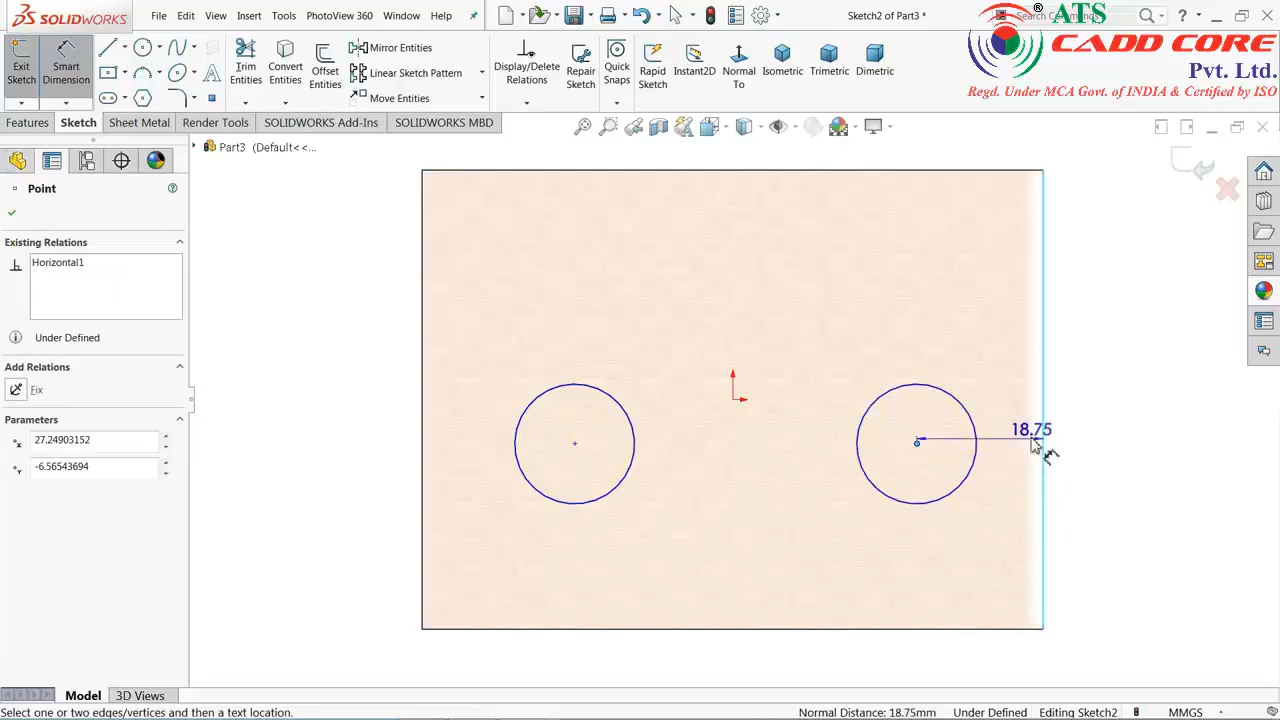 SOLIDWORKS
File Edit View Insert Tools PhotoView 360 Window Help
Sketch2 of Part3 *
Search Commands
®
ATS
CADD CORE
Pvt. Ltd.
Regd. Under MCA Govt. of INDIA & Certified by ISO
Exit Sketch
Smart Dimension
Trim Entities
Convert Entities
Offset Entities
Mirror Entities
Linear Sketch Pattern
Move Entities
Display/Delete Relations
Repair Sketch
Quick Snaps
Rapid Sketch
Instant2D
Normal To
Isometric
Trimetric
Dimetric
Features Sketch Sheet Metal Render Tools SOLIDWORKS Add-Ins SOLIDWORKS MBD
Part3 (Default<<...
Point
Existing Relations
Horizontal1
Under Defined
Add Relations
Fix
Parameters
27.24903152
-6.56543694
18.75
Model 3D Views
Select one or two edges/vertices and then a text location.
Normal Distance: 18.75mm Under Defined Editing Sketch2 MMGS